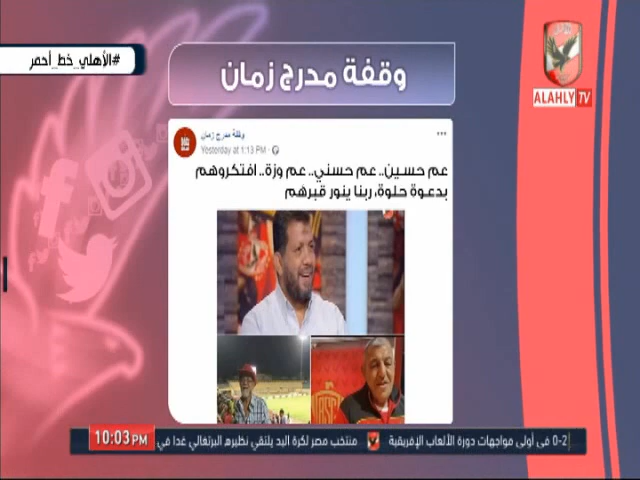 #الأهلي_خط_أحمر
وقفة مدرج زمان
ALAHLY TV
وقفة مدرج زمان
Yesterday at 1:13 PM
عم حسين.. عم حسني.. عم وزة.. افتكروهم
بدعوة حلوة، ربنا ينور قبرهم
10:03 PM
0-2 فى أولى مواجهات دورة الألعاب الإفريقية
منتخب مصر لكرة اليد يلتقي نظيره البرتغالي غدا في